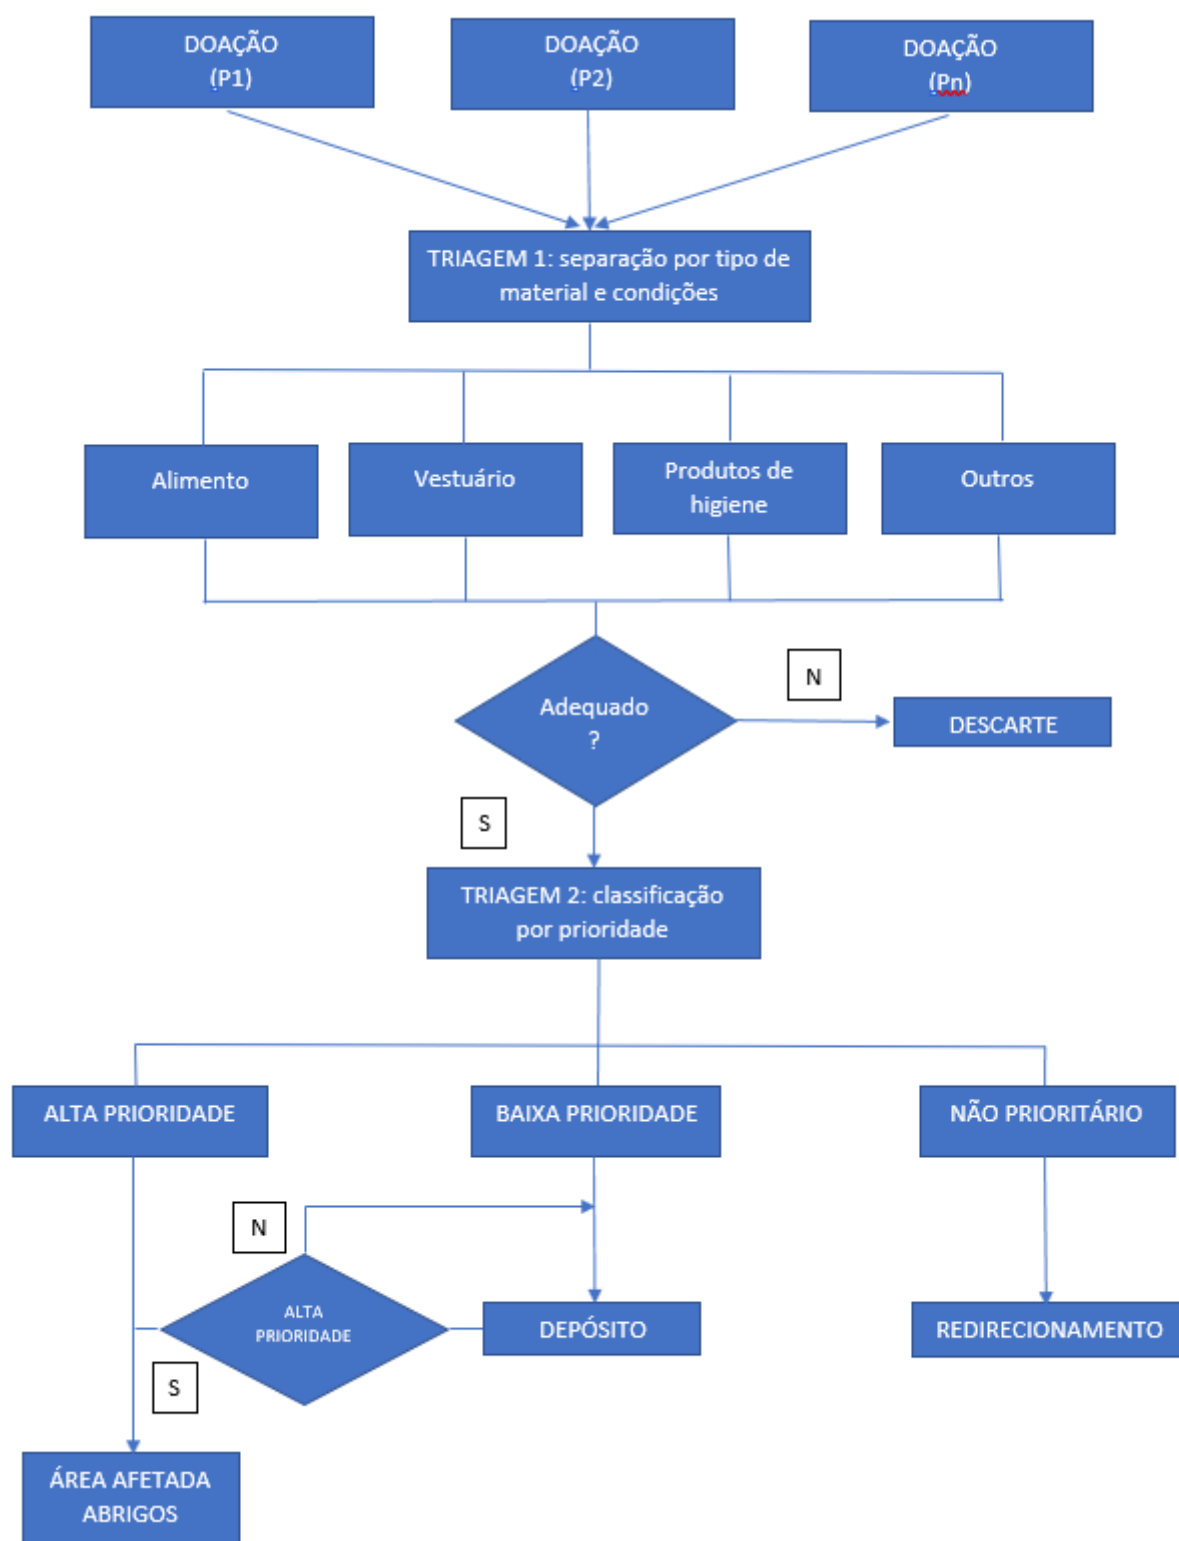 DOAÇÃO
(P1)
DOAÇÃO
(P2)
DOAÇÃO
(Pn)
TRIAGEM 1: separação por tipo de
material e condições
Alimento
Vestuário
Produtos de
higiene
Outros
Adequado
?
N
DESCARTE
S
TRIAGEM 2: classificação
por prioridade
ALTA PRIORIDADE
BAIXA PRIORIDADE
NÃO PRIORITÁRIO
N
ALTA
PRIORIDADE
DEPÓSITO
REDIRECIONAMENTO
S
ÁREA AFETADA
ABRIGOS